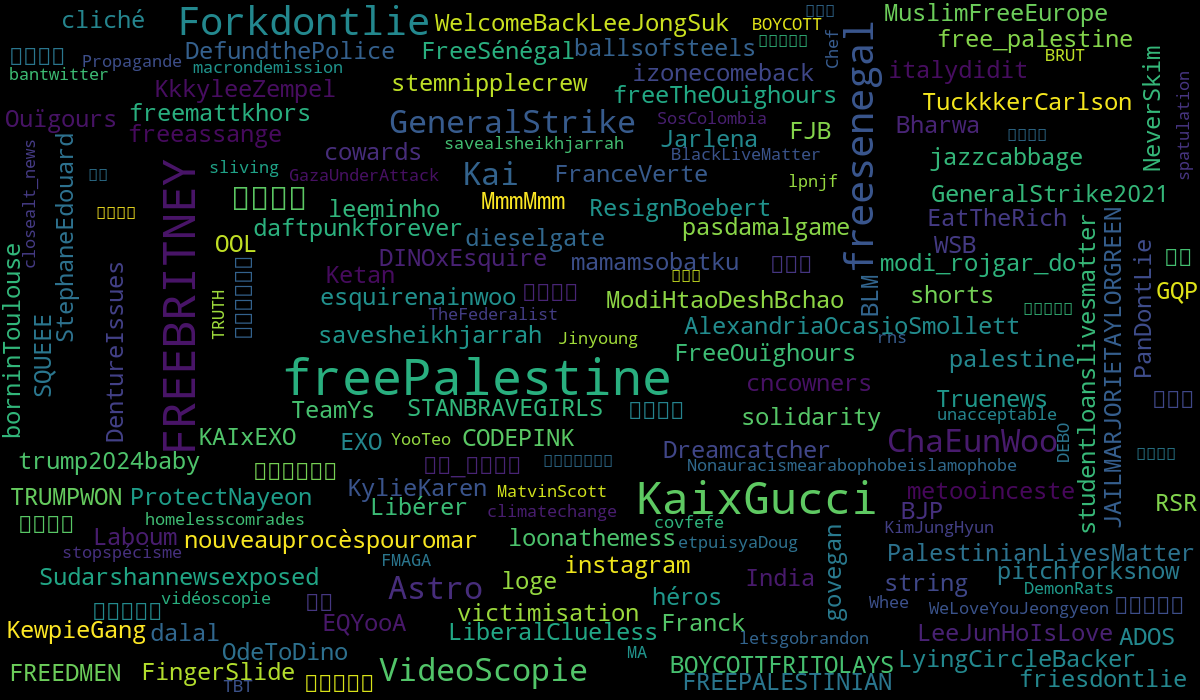 cliché
Forkdontlie
WelcomeBackLeeJongSuk
BOYCOTT
MuslimFreeEurope
free_palestine
BRUT
Propagande
DefundthePolice
FreeSénégal
ballsofsteels
Chef
bantwitter
macrondemission
KkkyleeZempel
stemnipplecrew
izonecomeback
freeTheOuighours
freesenegal
italydidit
TuckkkerCarlson
NeverSkim
spatulation
Ouïgours
freemattkhors
freeassange
GeneralStrike
SosColombia
Jarlena
FJB
Bharwa
closealt_news
StephaneEdouard
cowards
savealsheikhjarrah
BlackLiveMatter
jazzcabbage
sliving
GazaUnderAttack
Kai
FranceVerte
lpnjf
GeneralStrike2021
FREEBRITNEY
leeminho
MmmMmm
ResignBoebert
EatTheRich
daftpunkforever
dieselgate
pasdamalgame
WSB
OOL
DINOxEsquire
mamamsobatku
modi_rojgar_do
Ketan
TRUTH
esquirenainwoo
ModiHtaoDeshBchao
BLM
shorts
GQP
TheFederalist
borninToulouse
SQUEEE
DentureIssues
savesheikhjarrah
Jinyoung
AlexandriaOcasioSmollett
rns
studentloanslivesmatter
JAILMARJORIETAYLORGREEN
PanDontLie
FreeOuïghours
palestine
freePalestine
cncowners
Truenews
TeamYs
STANBRAVEGIRLS
solidarity
unacceptable
KAIxEXO
EXO
YooTeo
CODEPINK
Dreamcatcher
ChaEunWoo
DEBO
trump2024baby
Nonauracismearabophobeislamophobe
TRUMPWON
ProtectNayeon
KylieKaren
MatvinScott
KaixGucci
metooinceste
Libérer
climatechange
BJP
RSR
homelesscomrades
covfefe
KimJungHyun
Laboum
nouveauprocèspouromar
loonathemess
etpuisyaDoug
stopspécisme
FMAGA
instagram
govegan
PalestinianLivesMatter
pitchforksnow
Sudarshannewsexposed
Astro
loge
India
string
DemonRats
vidéoscopie
héros
Whee
WeLoveYouJeongyeon
victimisation
KewpieGang
dalal
EQYooA
LiberalClueless
Franck
letsgobrandon
LeeJunHoIsLove
ADOS
OdeToDino
MA
FREEDMEN
FingerSlide
TBT
VideoScopie
BOYCOTTFRITOLAYS
LyingCircleBacker
FREEPALESTINIAN
friesdontlie